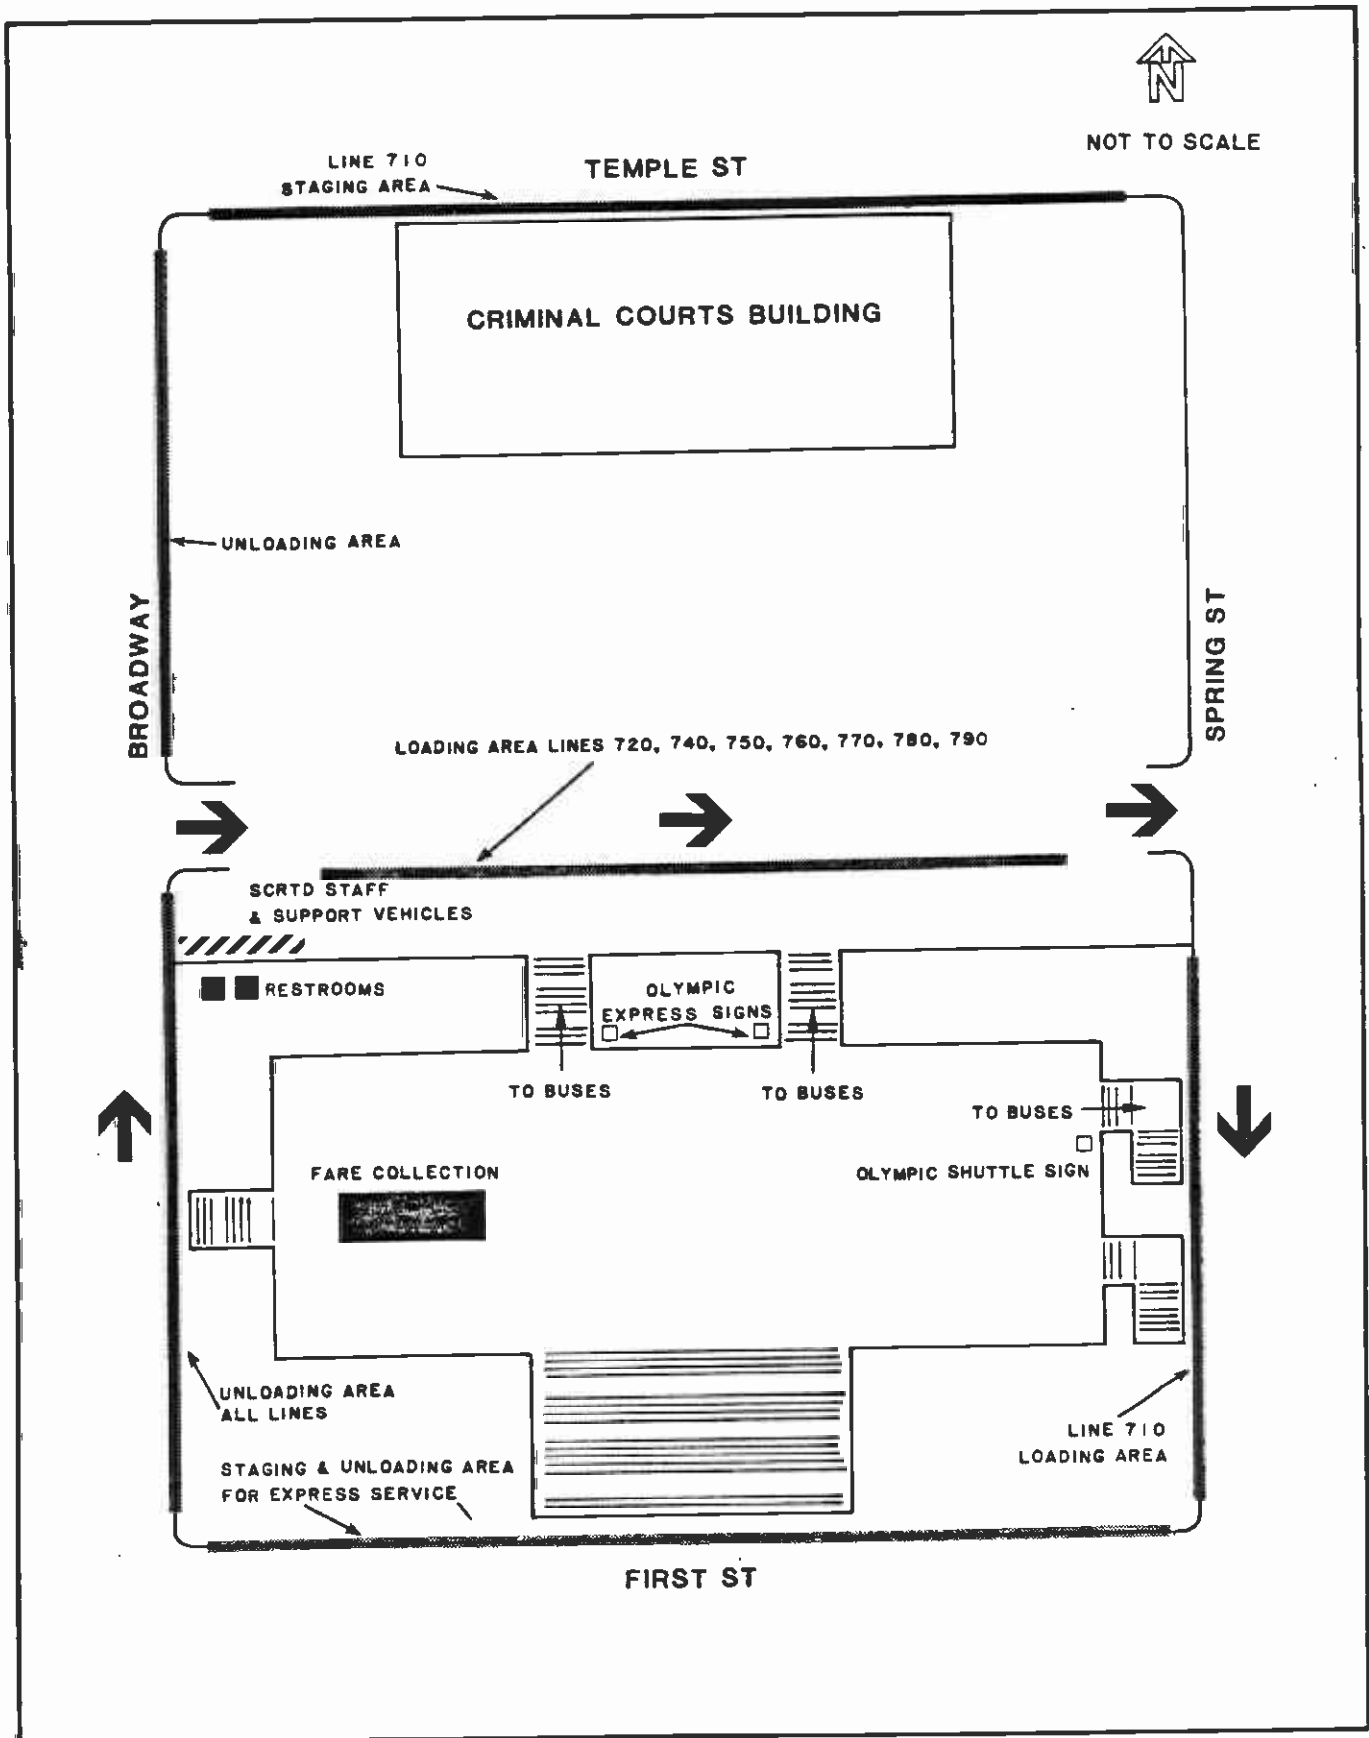 N
NOT TO SCALE
LINE 710
STAGING AREA
TEMPLE ST
CRIMINAL COURTS BUILDING
UNLOADING AREA
BROADWAY
SPRING ST
LOADING AREA LINES 720, 740, 750, 760, 770, 780, 790
SCRTD STAFF
& SUPPORT VEHICLES
RESTROOMS
OLYMPIC
EXPRESS SIGNS
TO BUSES
TO BUSES
TO BUSES
FARE COLLECTION
OLYMPIC SHUTTLE SIGN
UNLOADING AREA
ALL LINES
LINE 710
LOADING AREA
STAGING & UNLOADING AREA
FOR EXPRESS SERVICE
FIRST ST